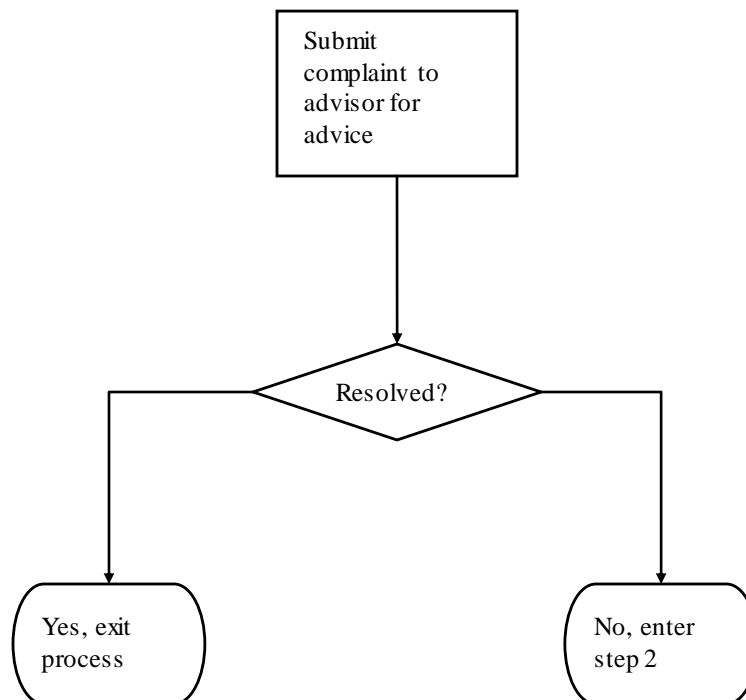 Submit
complaint to
advisor for
advice
Resolved?
Yes, exit
process
No, enter
step 2